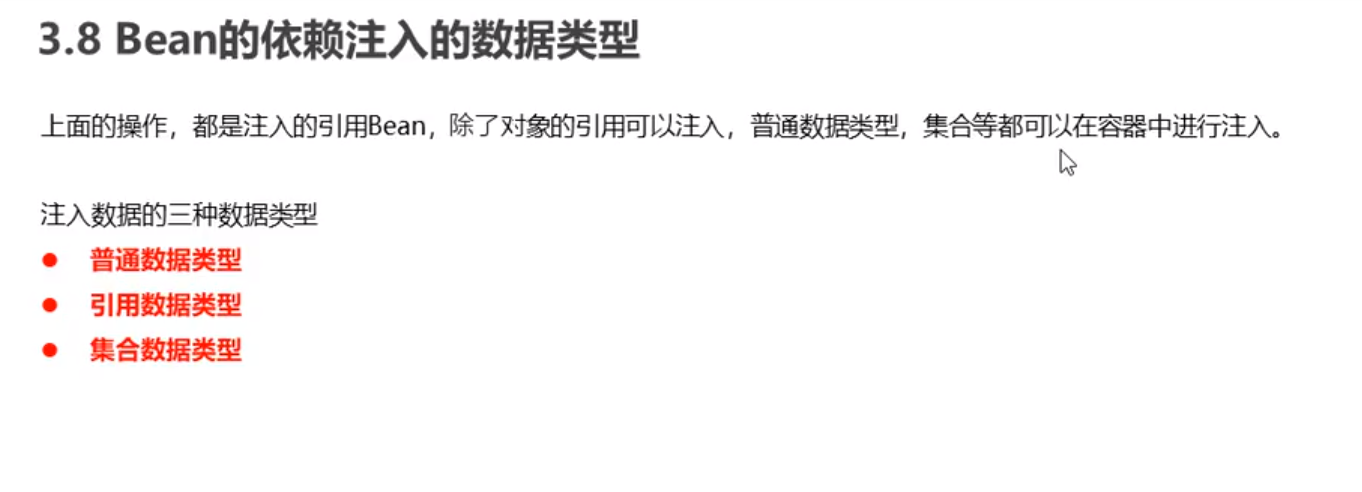 3.8 Bean的依赖注入的数据类型
上面的操作，都是注入的引用Bean，除了对象的引用可以注入，普通数据类型，集合等都可以在容器中进行注入。
注入数据的三种数据类型
● 普通数据类型
● 引用数据类型
● 集合数据类型